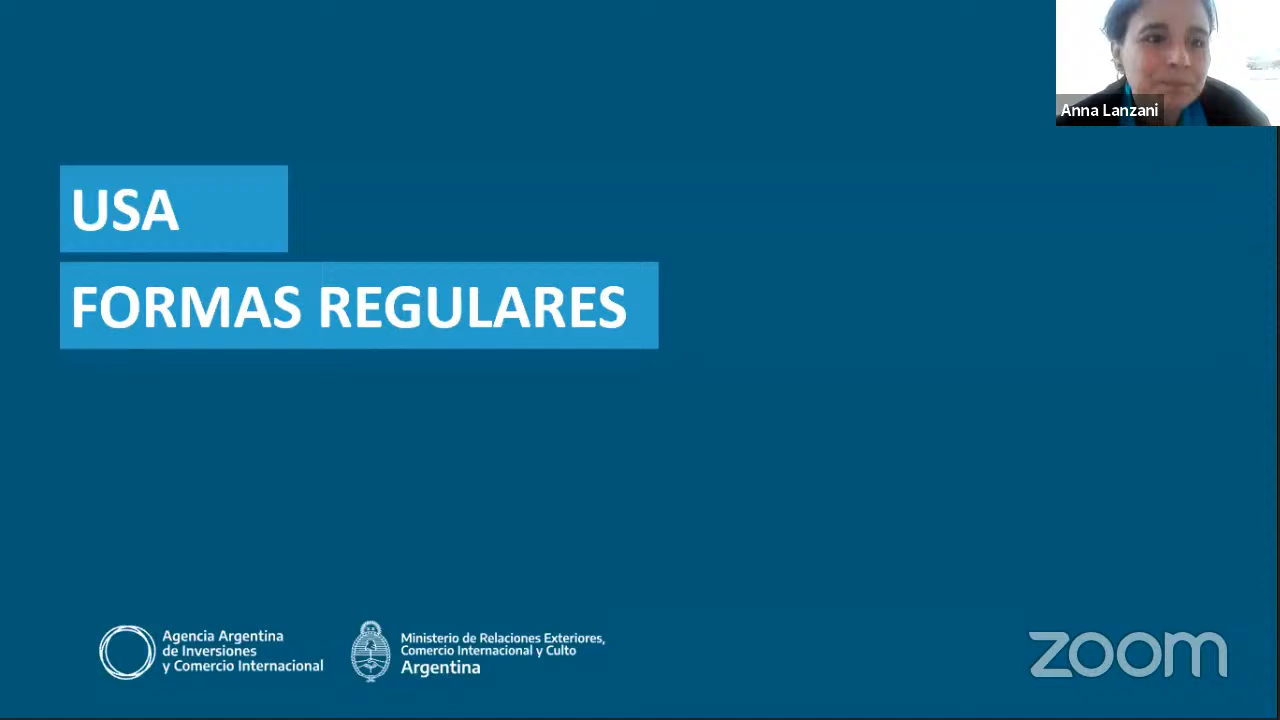 Anna Lanzani
USA
FORMAS REGULARES
Agencia Argentina
de Inversiones
y Comercio Internacional
Ministerio de Relaciones Exteriores,
Comercio Internacional y Culto
Argentina
zoom